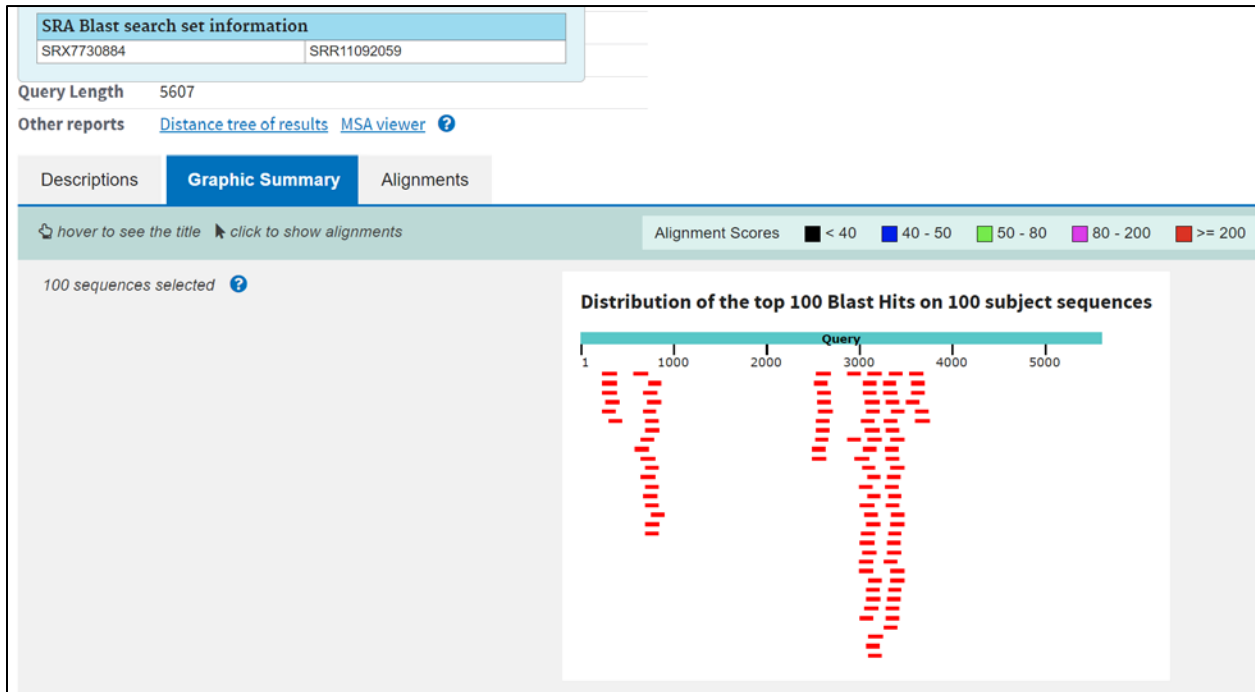 SRA Blast search set information
SRX7730884 SRR11092059
Query Length 5607
Other reports Distance tree of results MSA viewer ?
Descriptions Graphic Summary Alignments
hover to see the title click to show alignments Alignment Scores < 40 40 - 50 50 - 80 80 - 200 >= 200
100 sequences selected ?
Distribution of the top 100 Blast Hits on 100 subject sequences
Query
1 1000 2000 3000 4000 5000